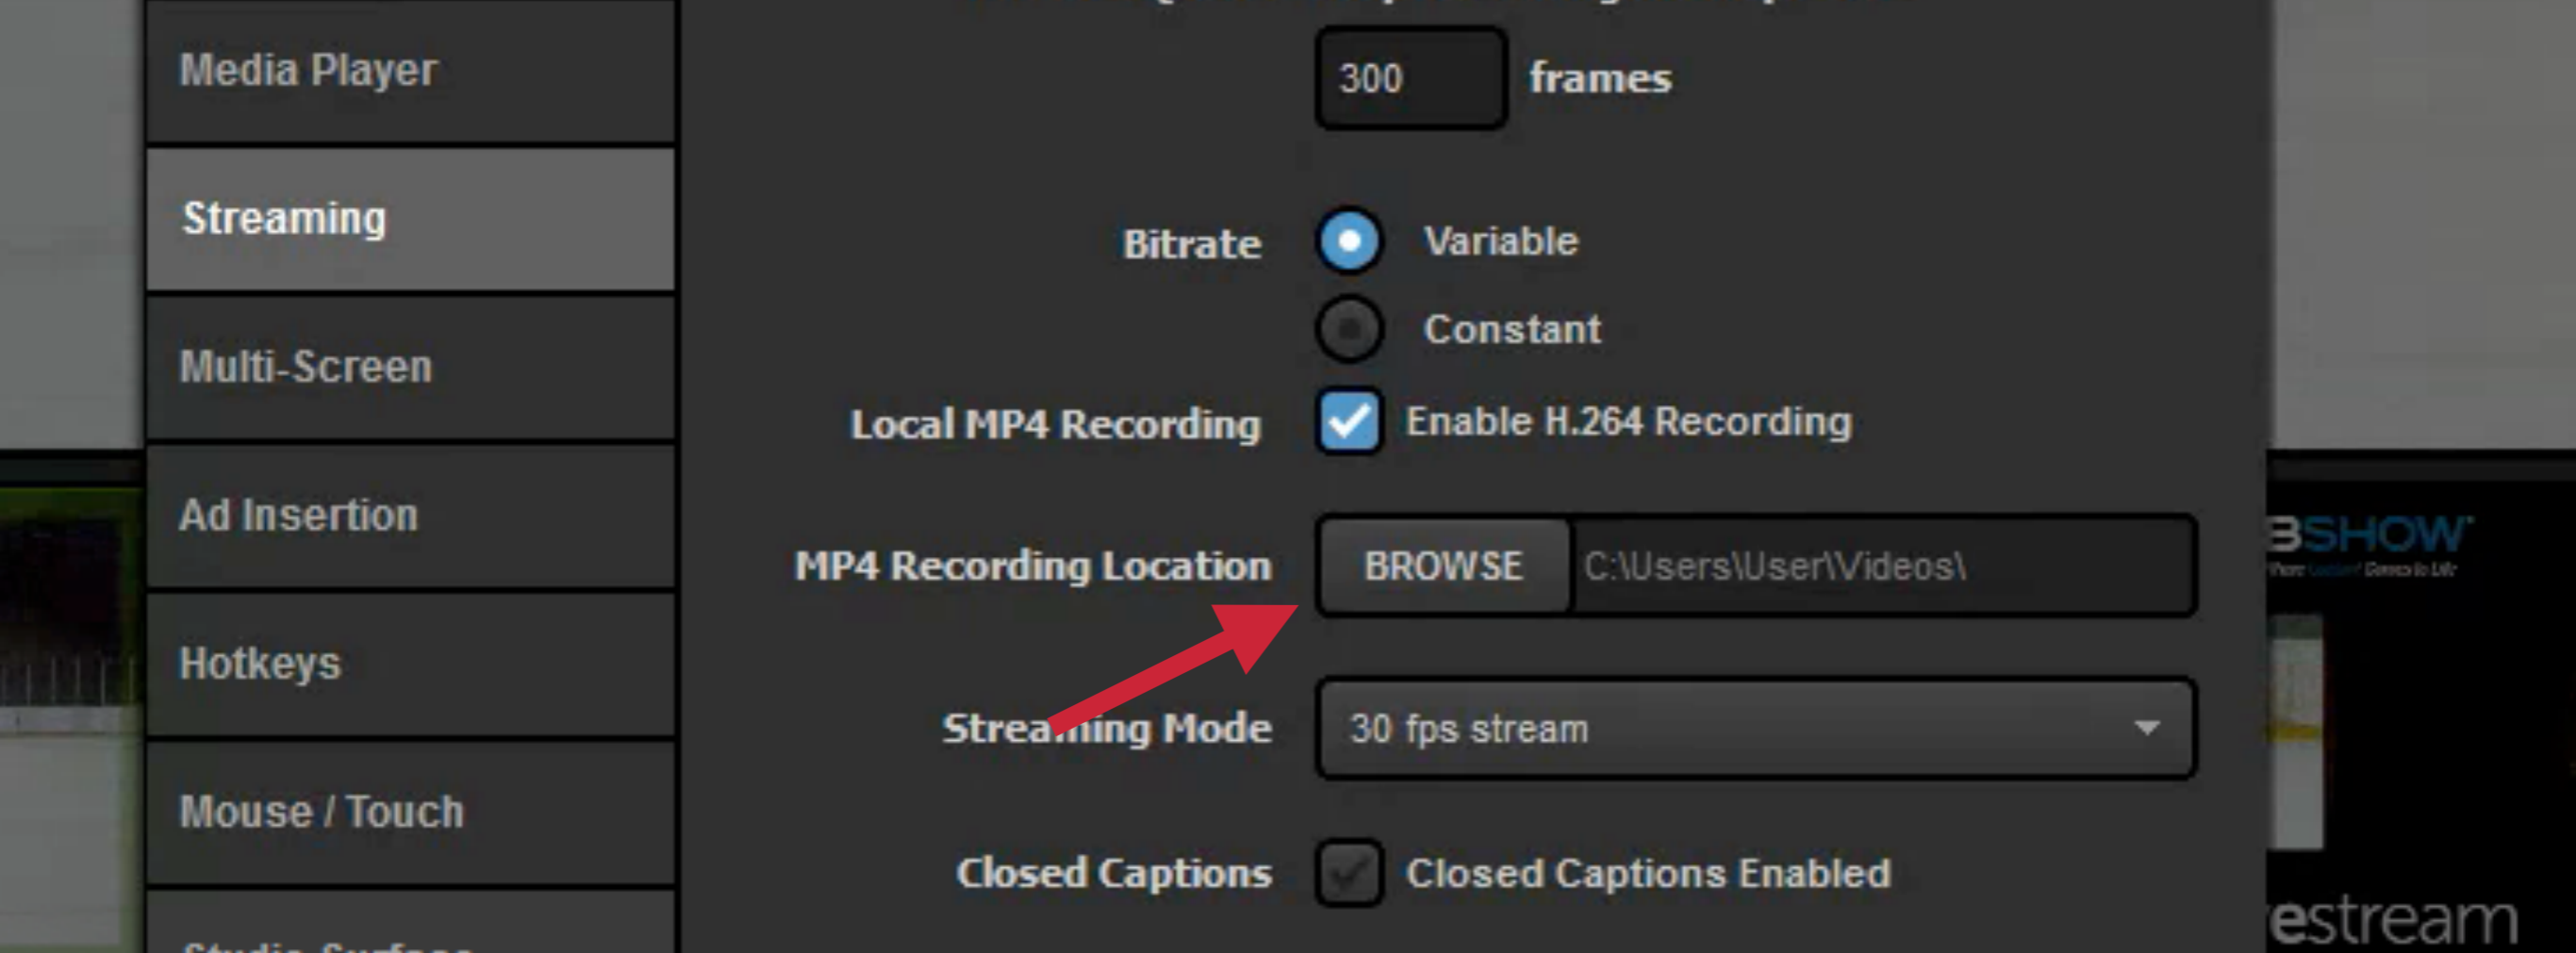 Media Player
Streaming
Multi-Screen
Ad Insertion
Hotkeys
Mouse / Touch
300 frames
Bitrate Variable
Constant
Local MP4 Recording Enable H.264 Recording
MP4 Recording Location BROWSE C:\Users\User\Videos\
Streaming Mode 30 fps stream
Closed Captions Closed Captions Enabled
BSHOW
estream